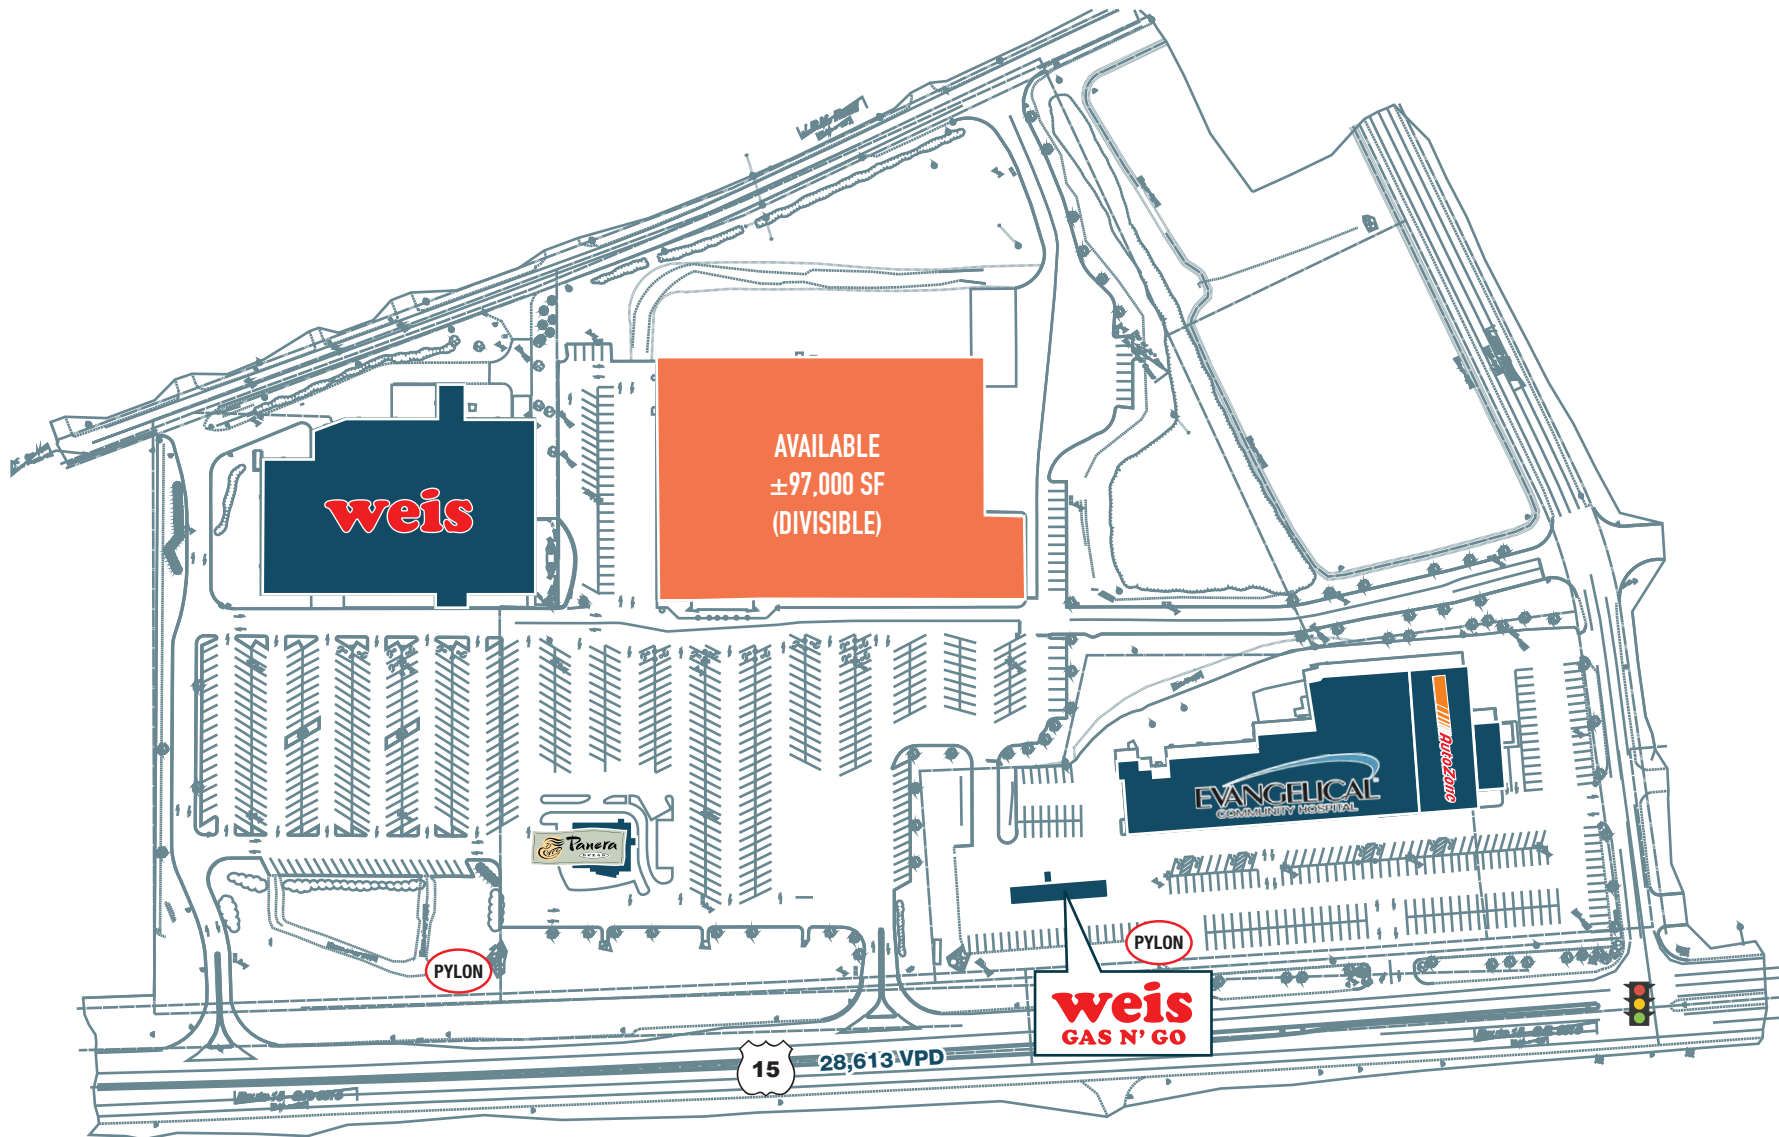 weis
AVAILABLE
±97,000 SF
(DIVISIBLE)
AutoZone
EVANGELICAL
COMMUNITY HOSPITAL
Panera
BREAD
PYLON
PYLON
weis
GAS N' GO
15
28,613 VPD